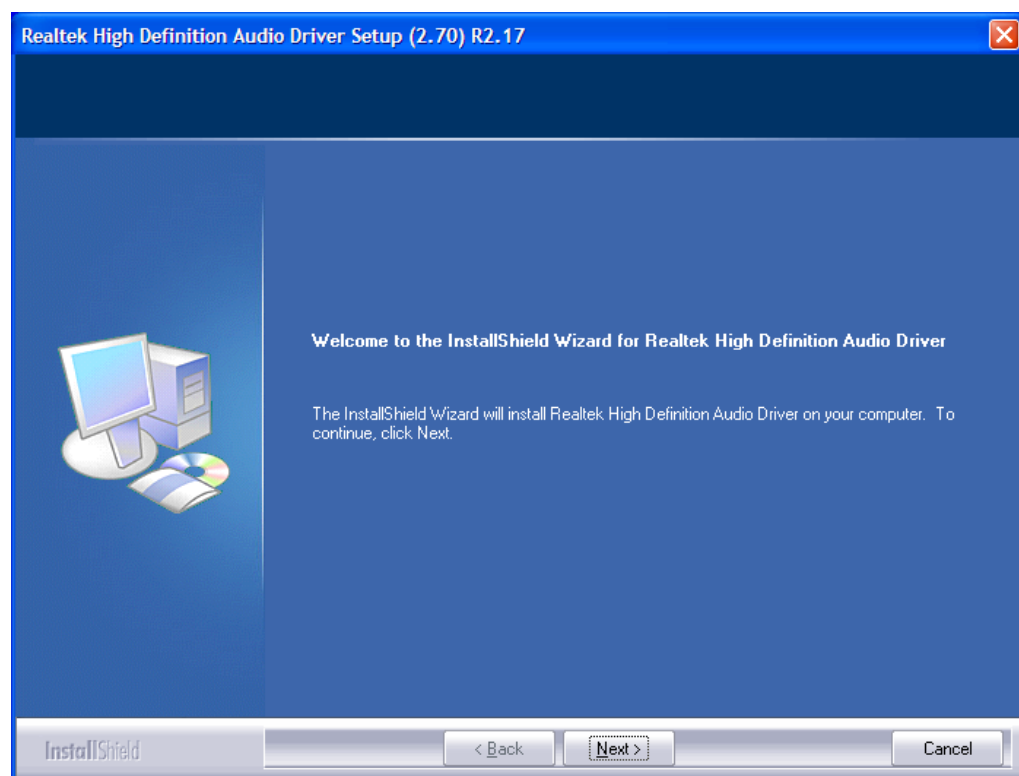 Realtek High Definition Audio Driver Setup (2.70) R2.17
Welcome to the InstallShield Wizard for Realtek High Definition Audio Driver
The InstallShield Wizard will install Realtek High Definition Audio Driver on your computer. To
continue, click Next.
InstallShield
< Back
Next >
Cancel